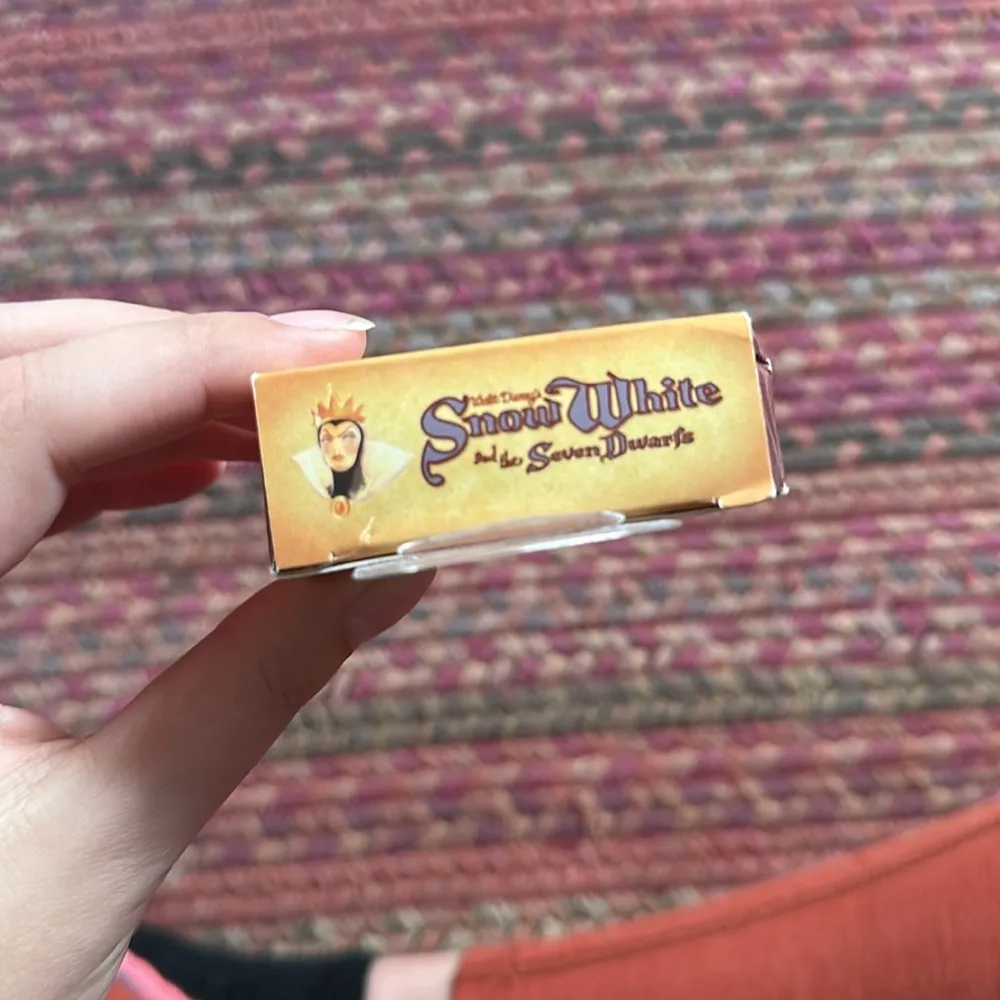 Walt Disney's
Snow White
and the Seven Dwarfs